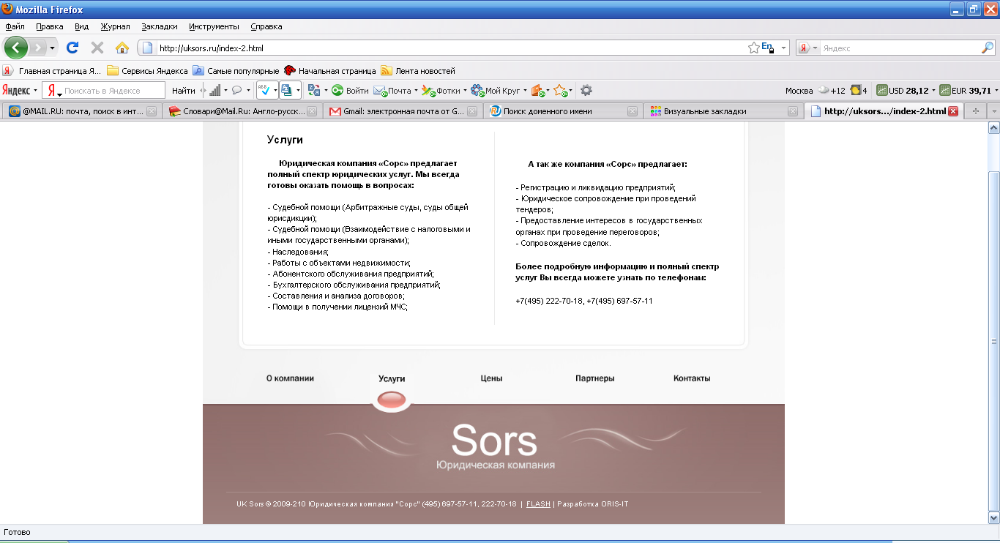 Mozilla Firefox
Файл Правка Вид Журнал Закладки Инструменты Справка
http://uksors.ru/index-2.html En Я Яндекс
Я Главная страница Я... Сервисы Яндекса Самые популярные Начальная страница Лента новостей
Яндекс Я Поискать в Яндексе Найти АБВ Войти Почта Фотки Мой Круг Москва +12 4 USD 28,12 EUR 39,71
@MAIL.RU: почта, поиск в инт... Словари@Mail.Ru: Англо-русск... Gmail: электронная почта от G... Поиск доменного имени Визуальные закладки http://uksors.../index-2.html
Услуги
Юридическая компания «Сорс» предлагает
полный спектр юридических услуг. Мы всегда
готовы оказать помощь в вопросах:
- Судебной помощи (Арбитражные суды, суды общей
юрисдикции);
- Судебной помощи (Взаимодействие с налоговыми и
иными государственными органами);
- Наследования;
- Работы с объектами недвижимости;
- Абонентского обслуживания предприятий;
- Бухгалтерского обслуживания предприятий;
- Составления и анализа договоров;
- Помощи в получении лицензий МЧС;
А так же компания «Сорс» предлагает:
- Регистрацию и ликвидацию предприятий;
- Юридическое сопровождение при проведений
тендеров;
- Предоставление интересов в государственных
органах при проведение переговоров;
- Сопровождение сделок.
Более подробную информацию и полный спектр
услуг Вы всегда можете узнать по телефонам:
+7(495) 222-70-18, +7(495) 697-57-11
О компании Услуги Цены Партнеры Контакты
Sors
Юридическая компания
UK Sors © 2009-210 Юридическая компания "Сорс" (495) 697-57-11, 222-70-18 | FLASH | Разработка ORIS-IT
Готово